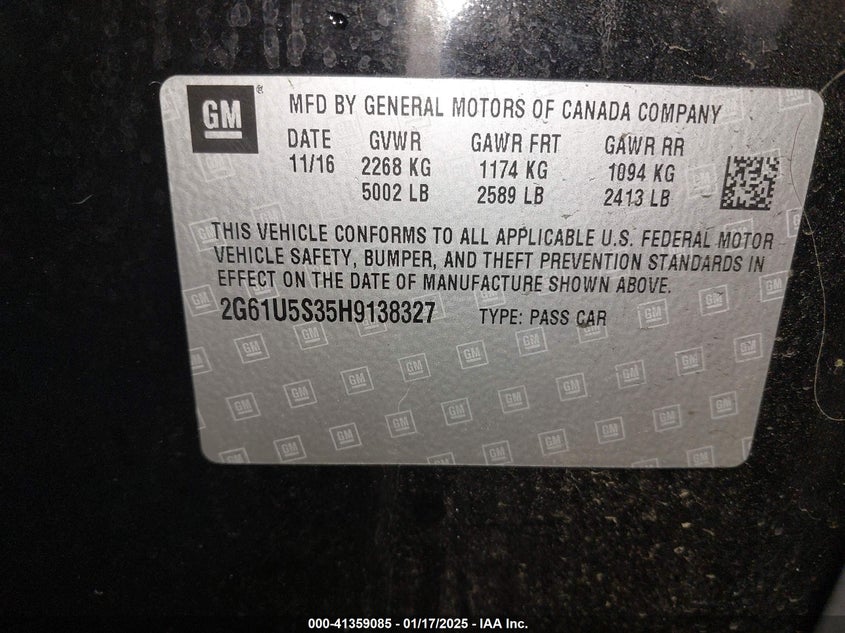 GM
®
MFD BY GENERAL MOTORS OF CANADA COMPANY
DATE GVWR GAWR FRT GAWR RR
11/16 2268 KG 1174 KG 1094 KG
5002 LB 2589 LB 2413 LB
THIS VEHICLE CONFORMS TO ALL APPLICABLE U.S. FEDERAL MOTOR
VEHICLE SAFETY, BUMPER, AND THEFT PREVENTION STANDARDS IN
EFFECT ON THE DATE OF MANUFACTURE SHOWN ABOVE.
2G61U5S35H9138327 TYPE: PASS CAR
000-41359085 - 01/17/2025 - IAA Inc.